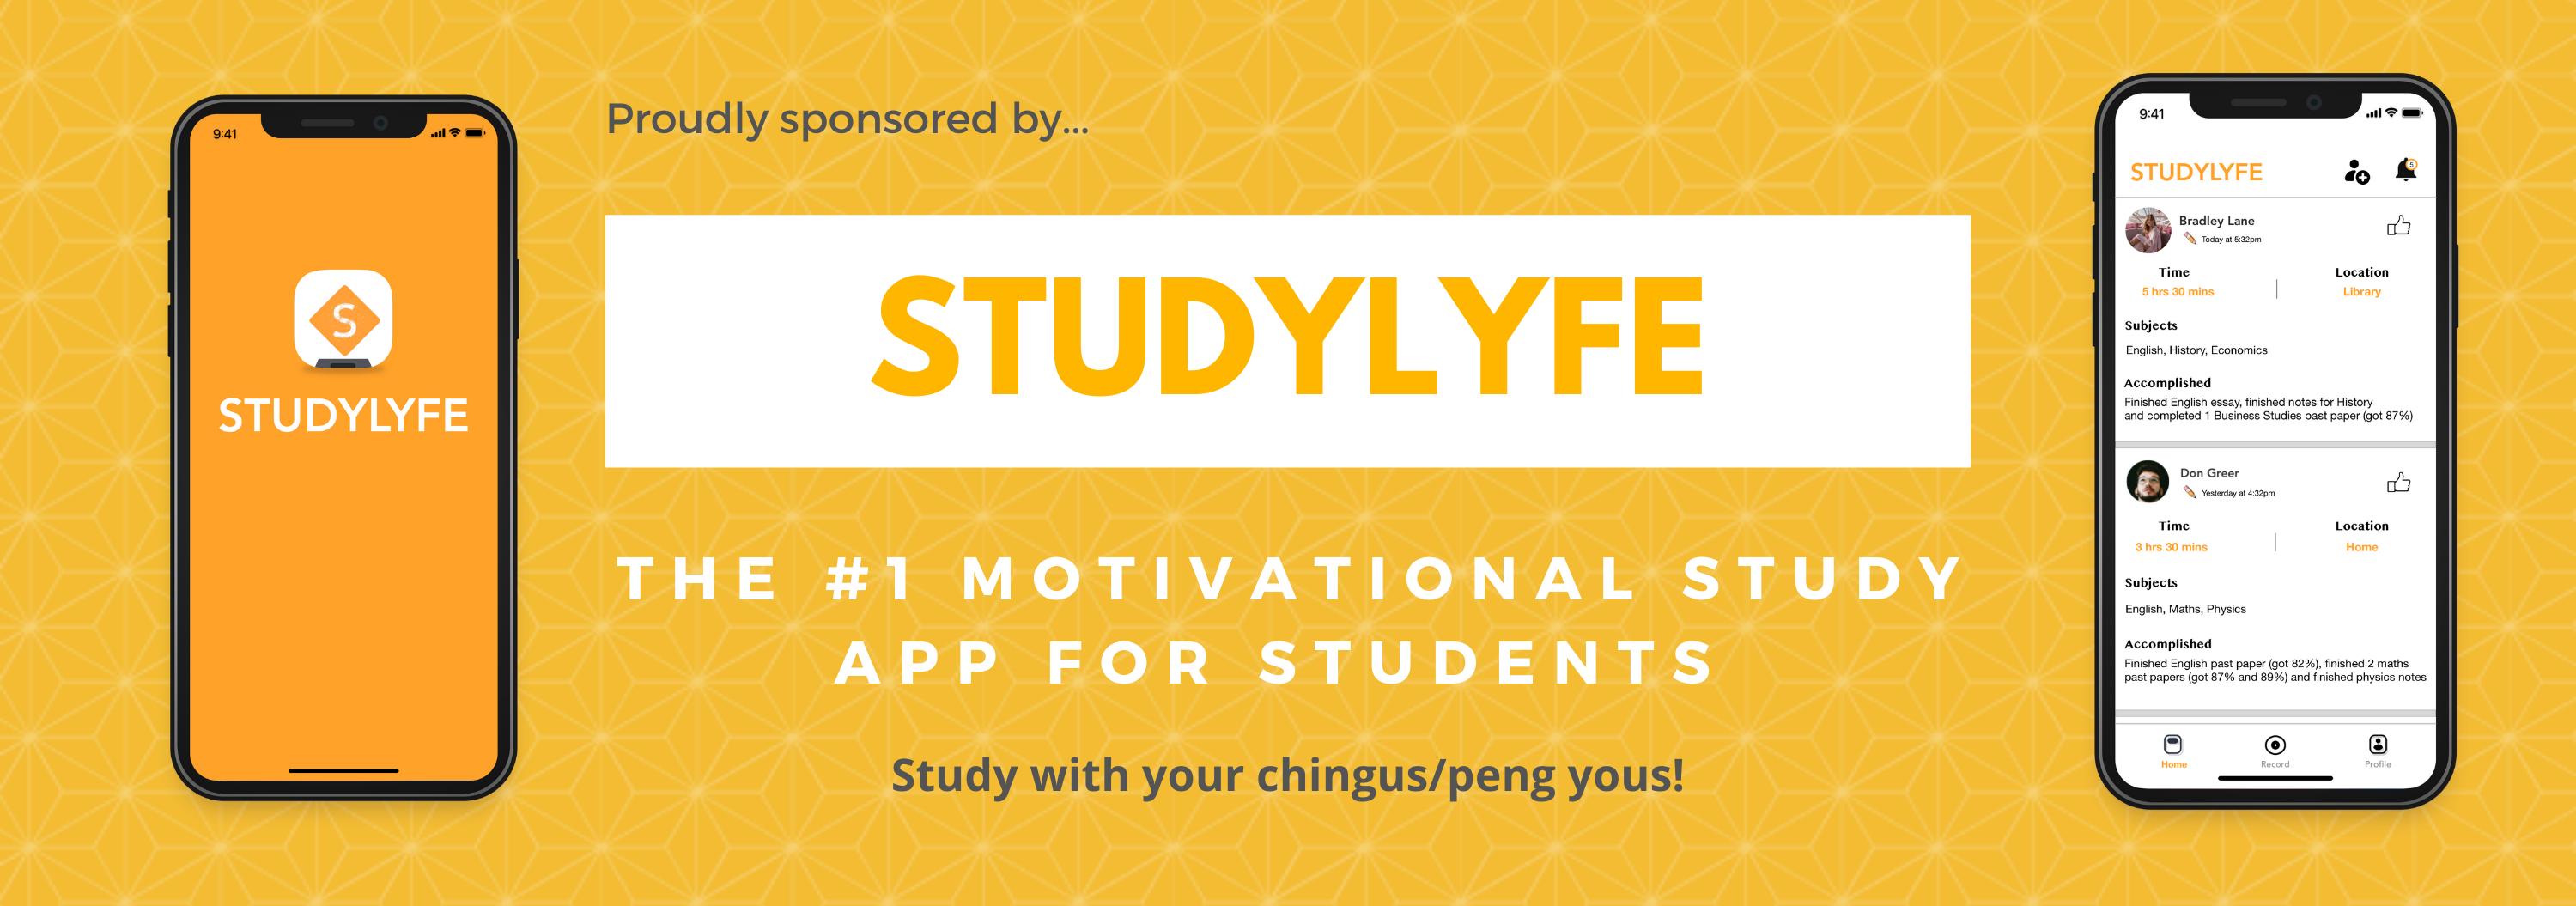 9:41
S
STUDYLYFE
Proudly sponsored by...
STUDYLYFE
THE #1 MOTIVATIONAL STUDY
APP FOR STUDENTS
Study with your chingus/peng yous!
9:41
STUDYLYFE
5
Bradley Lane
Today at 5:32pm
Time Location
5 hrs 30 mins Library
Subjects
English, History, Economics
Accomplished
Finished English essay, finished notes for History
and completed 1 Business Studies past paper (got 87%)
Don Greer
Yesterday at 4:32pm
Time Location
3 hrs 30 mins Home
Subjects
English, Maths, Physics
Accomplished
Finished English past paper (got 82%), finished 2 maths
past papers (got 87% and 89%) and finished physics notes
Home Record Profile